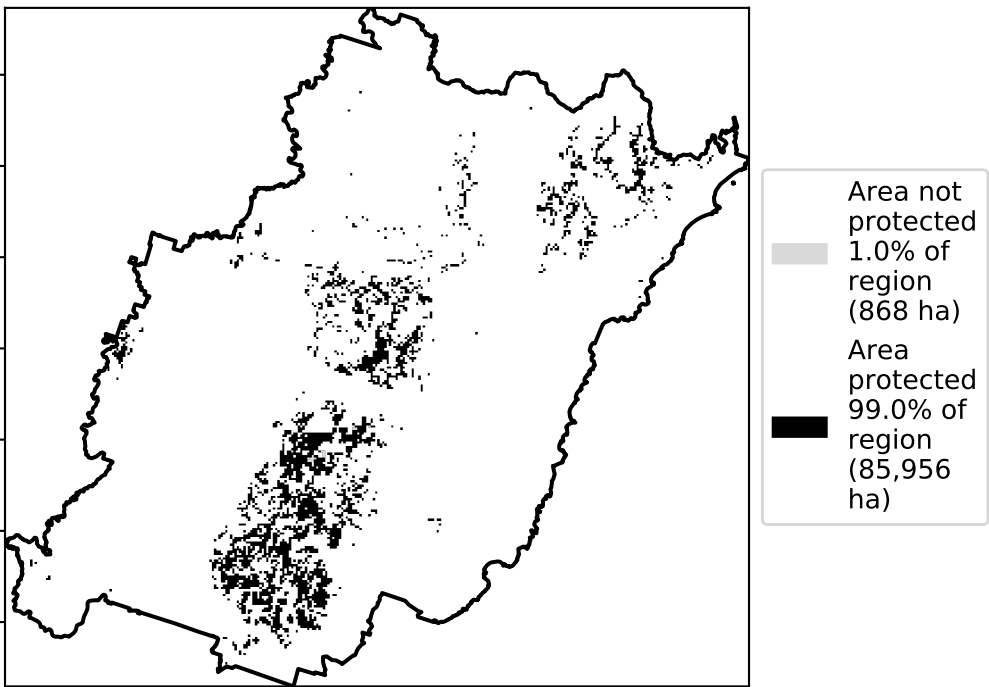 Area not
protected
1.0% of
region
(868 ha)
Area
protected
99.0% of
region
(85,956
ha)